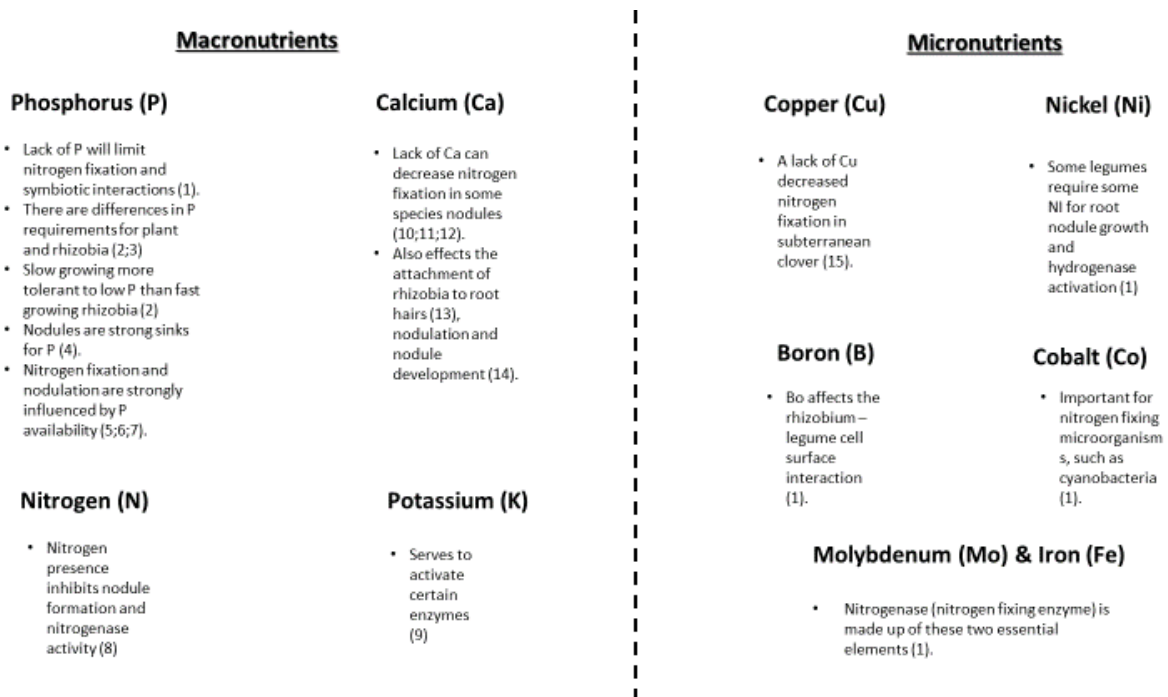 Macronutrients
Phosphorus (P)
• Lack of P will limit
nitrogen fixation and
symbiotic interactions (1).
• There are differences in P
requirements for plant
and rhizobia (2;3)
• Slow growing more
tolerant to low P than fast
growing rhizobia (2)
• Nodules are strong sinks
for P (4).
• Nitrogen fixation and
nodulation are strongly
influenced by P
availability (5;6;7).
Calcium (Ca)
• Lack of Ca can
decrease nitrogen
fixation in some
species nodules
(10;11;12).
• Also effects the
attachment of
rhizobia to root
hairs (13),
nodulation and
nodule
development (14).
Nitrogen (N)
• Nitrogen
presence
inhibits nodule
formation and
nitrogenase
activity (8)
Potassium (K)
• Serves to
activate
certain
enzymes
(9)
Micronutrients
Copper (Cu)
• A lack of Cu
decreased
nitrogen
fixation in
subterranean
clover (15).
Nickel (Ni)
• Some legumes
require some
NI for root
nodule growth
and
hydrogenase
activation (1)
Boron (B)
• Bo affects the
rhizobium –
legume cell
surface
interaction
(1).
Cobalt (Co)
• Important for
nitrogen fixing
microorganism
s, such as
cyanobacteria
(1).
Molybdenum (Mo) & Iron (Fe)
• Nitrogenase (nitrogen fixing enzyme) is
made up of these two essential
elements (1).